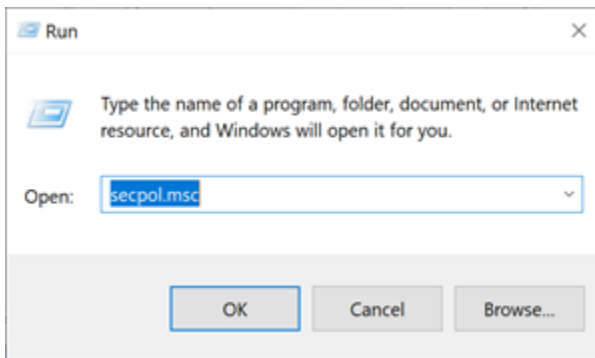 Run
Type the name of a program, folder, document, or Internet
resource, and Windows will open it for you.
Open: secpol.msc
OK Cancel Browse...